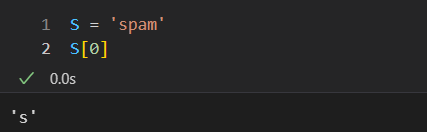 1 S = 'spam'
2 S[0]
0.0s
's'